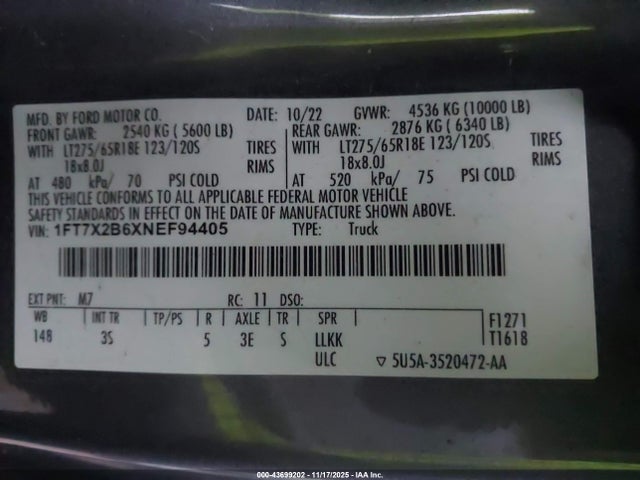 MFD. BY FORD MOTOR CO. DATE: 10/22 GVWR: 4536 KG (10000 LB)
FRONT GAWR: 2540 KG ( 5600 LB) REAR GAWR: 2876 KG ( 6340 LB)
WITH LT275/65R18E 123/120S TIRES WITH LT275/65R18E 123/120S TIRES
18x8.0J RIMS 18x8.0J RIMS
AT 480 kPa/ 70 PSI COLD AT 520 kPa/ 75 PSI COLD
THIS VEHICLE CONFORMS TO ALL APPLICABLE FEDERAL MOTOR VEHICLE
SAFETY STANDARDS IN EFFECT ON THE DATE OF MANUFACTURE SHOWN ABOVE.
VIN: 1FT7X2B6XNEF94405 TYPE: Truck
EXT PNT: M7 RC: 11 DSO:
WB INT TR TP/PS R AXLE TR SPR F1271
148 3S 5 3E S LLKK T1618
ULC ▽ 5U5A-3520472-AA
000-43699202 - 11/17/2025 - IAA Inc.